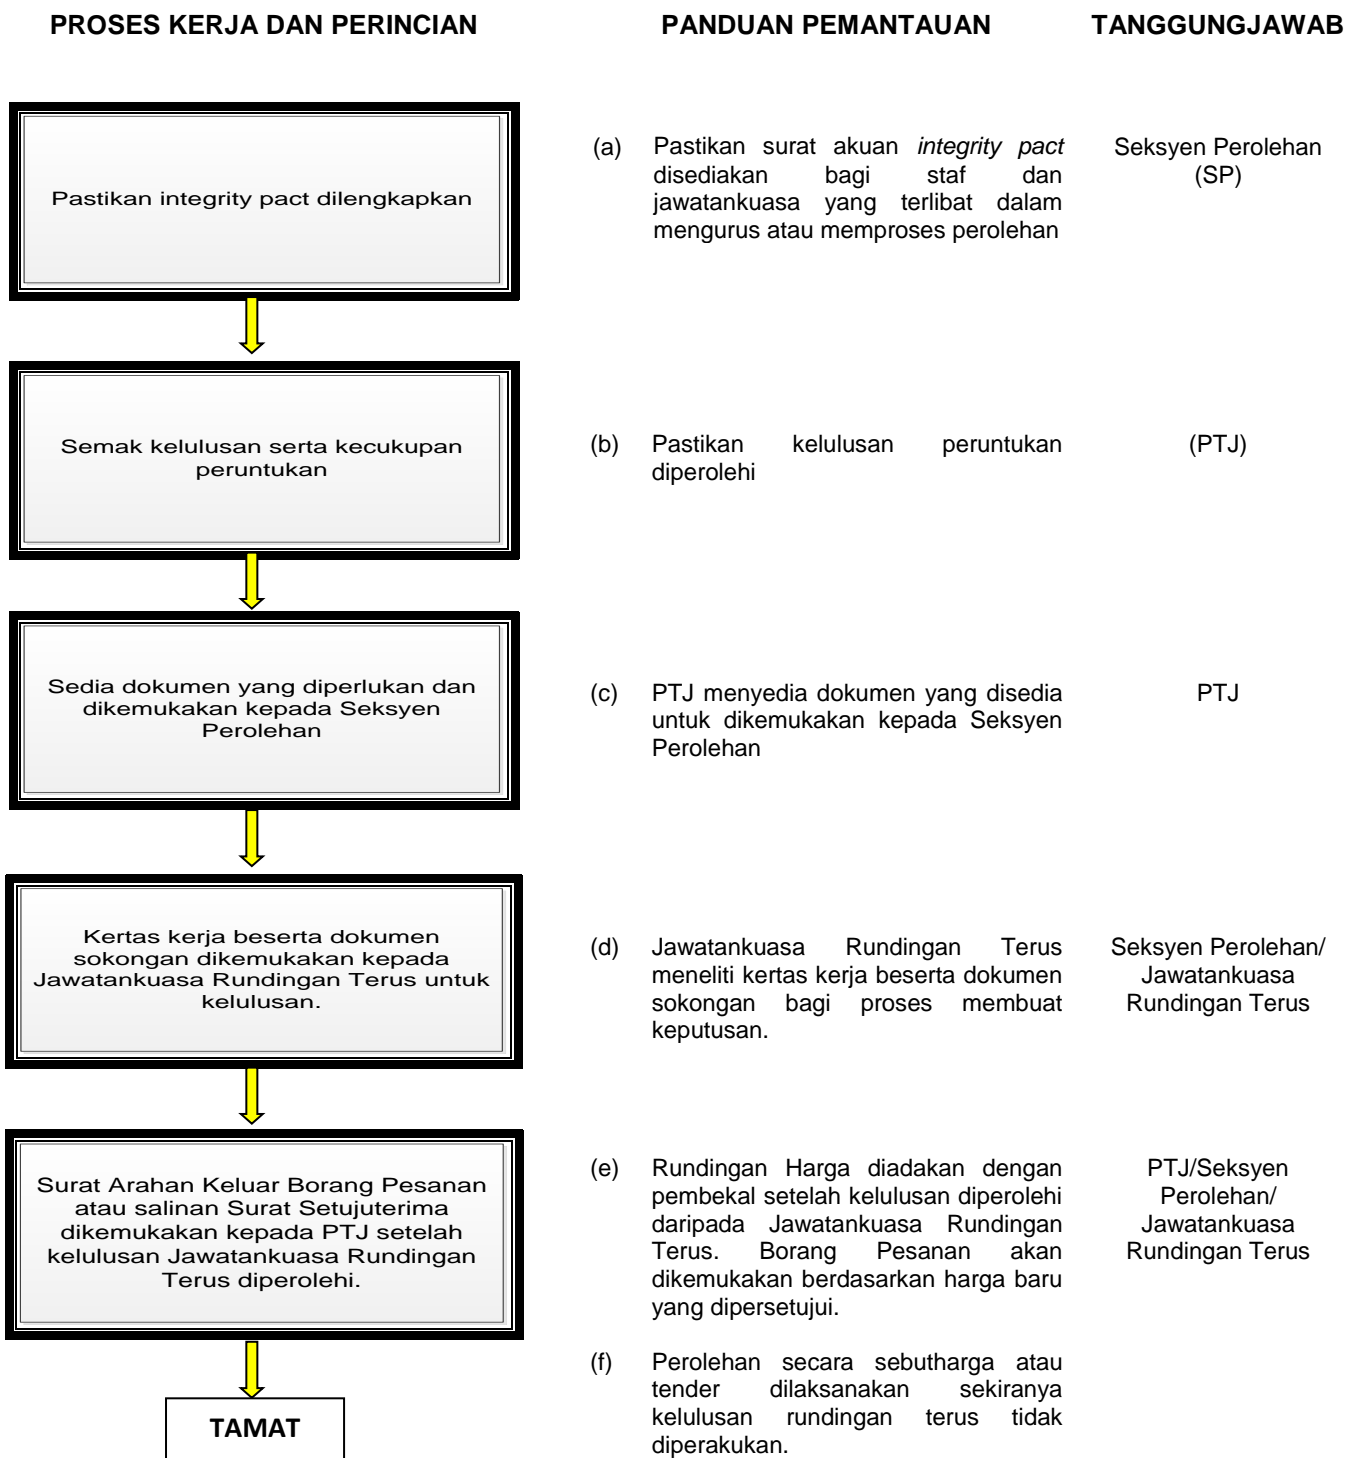 PROSES KERJA DAN PERINCIAN
PANDUAN PEMANTAUAN
TANGGUNGJAWAB
Pastikan integrity pact dilengkapkan
(a) Pastikan surat akuan integrity pact
disediakan bagi staf dan
jawatankuasa yang terlibat dalam
mengurus atau memproses perolehan
Seksyen Perolehan
(SP)
Semak kelulusan serta kecukupan
peruntukan
(b) Pastikan kelulusan peruntukan
diperolehi
(PTJ)
Sedia dokumen yang diperlukan dan
dikemukakan kepada Seksyen
Perolehan
(c) PTJ menyedia dokumen yang disedia
untuk dikemukakan kepada Seksyen
Perolehan
PTJ
Kertas kerja beserta dokumen
sokongan dikemukakan kepada
Jawatankuasa Rundingan Terus untuk
kelulusan.
(d) Jawatankuasa Rundingan Terus
meneliti kertas kerja beserta dokumen
sokongan bagi proses membuat
keputusan.
Seksyen Perolehan/
Jawatankuasa
Rundingan Terus
Surat Arahan Keluar Borang Pesanan
atau salinan Surat Setujuterima
dikemukakan kepada PTJ setelah
kelulusan Jawatankuasa Rundingan
Terus diperolehi.
(e) Rundingan Harga diadakan dengan
pembekal setelah kelulusan diperolehi
daripada Jawatankuasa Rundingan
Terus. Borang Pesanan akan
dikemukakan berdasarkan harga baru
yang dipersetujui.
PTJ/Seksyen
Perolehan/
Jawatankuasa
Rundingan Terus
(f) Perolehan secara sebutharga atau
tender dilaksanakan sekiranya
kelulusan rundingan terus tidak
diperakukan.
TAMAT